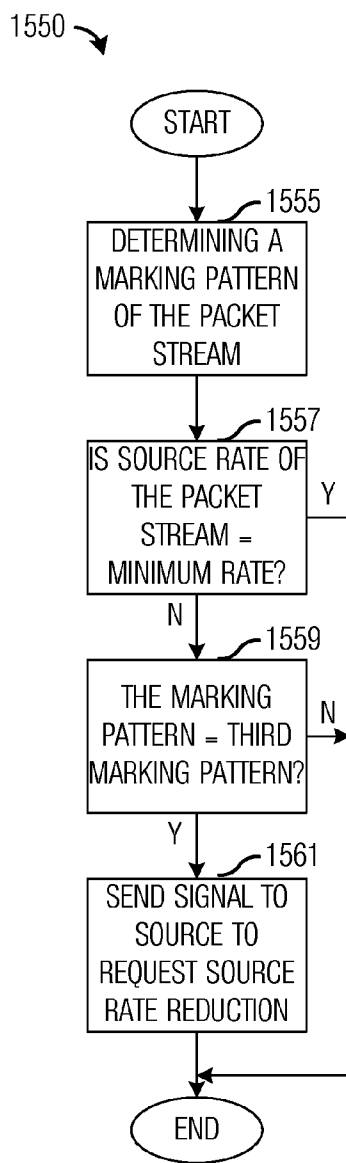 1550
START
1555
DETERMINING A
MARKING PATTERN
OF THE PACKET
STREAM
1557
IS SOURCE RATE OF
THE PACKET
STREAM =
MINIMUM RATE?
Y
N
1559
THE MARKING
PATTERN = THIRD
MARKING PATTERN?
N
Y
1561
SEND SIGNAL TO
SOURCE TO
REQUEST SOURCE
RATE REDUCTION
END